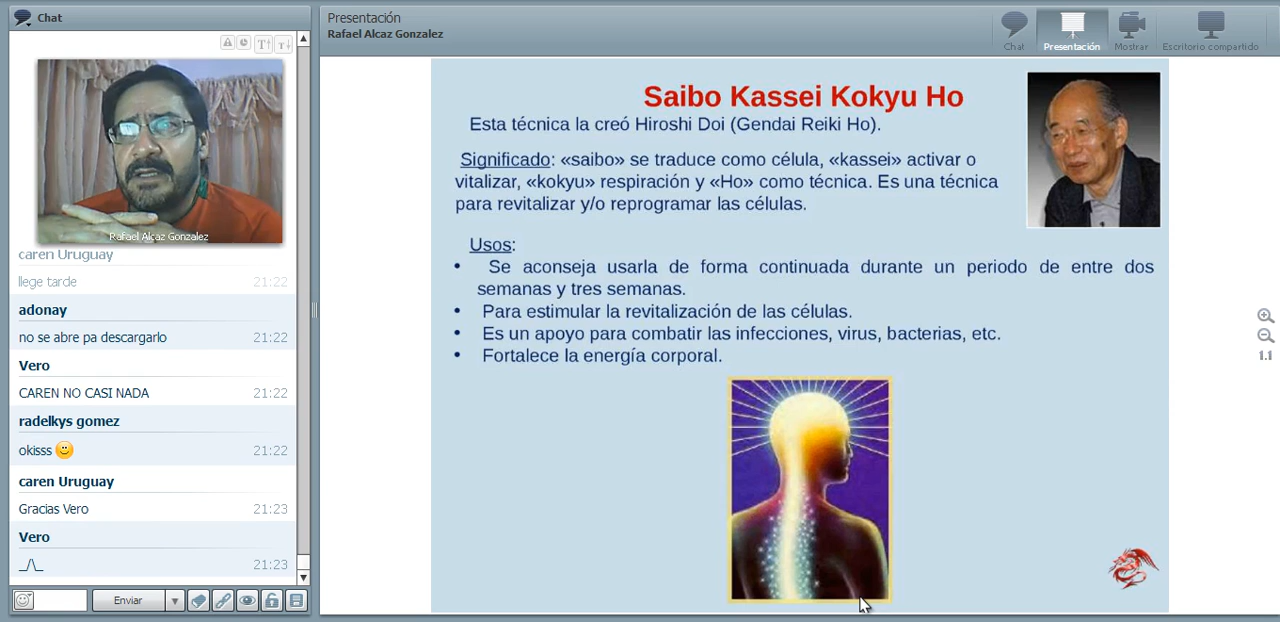 Chat
Rafael Alcaz Gonzalez
caren Uruguay
llege tarde 21:22
adonay
no se abre pa descargarlo 21:22
Vero
CAREN NO CASI NADA 21:22
radelkys gomez
okisss 21:22
caren Uruguay
Gracias Vero 21:23
Vero
_/\_ 21:23
Enviar
Presentación
Rafael Alcaz Gonzalez
Chat Presentación Mostrar Escritorio compartido
Saibo Kassei Kokyu Ho
Esta técnica la creó Hiroshi Doi (Gendai Reiki Ho).
Significado: «saibo» se traduce como célula, «kassei» activar o
vitalizar, «kokyu» respiración y «Ho» como técnica. Es una técnica
para revitalizar y/o reprogramar las células.
Usos:
• Se aconseja usarla de forma continuada durante un periodo de entre dos
semanas y tres semanas.
• Para estimular la revitalización de las células.
• Es un apoyo para combatir las infecciones, virus, bacterias, etc.
• Fortalece la energía corporal.
1.1